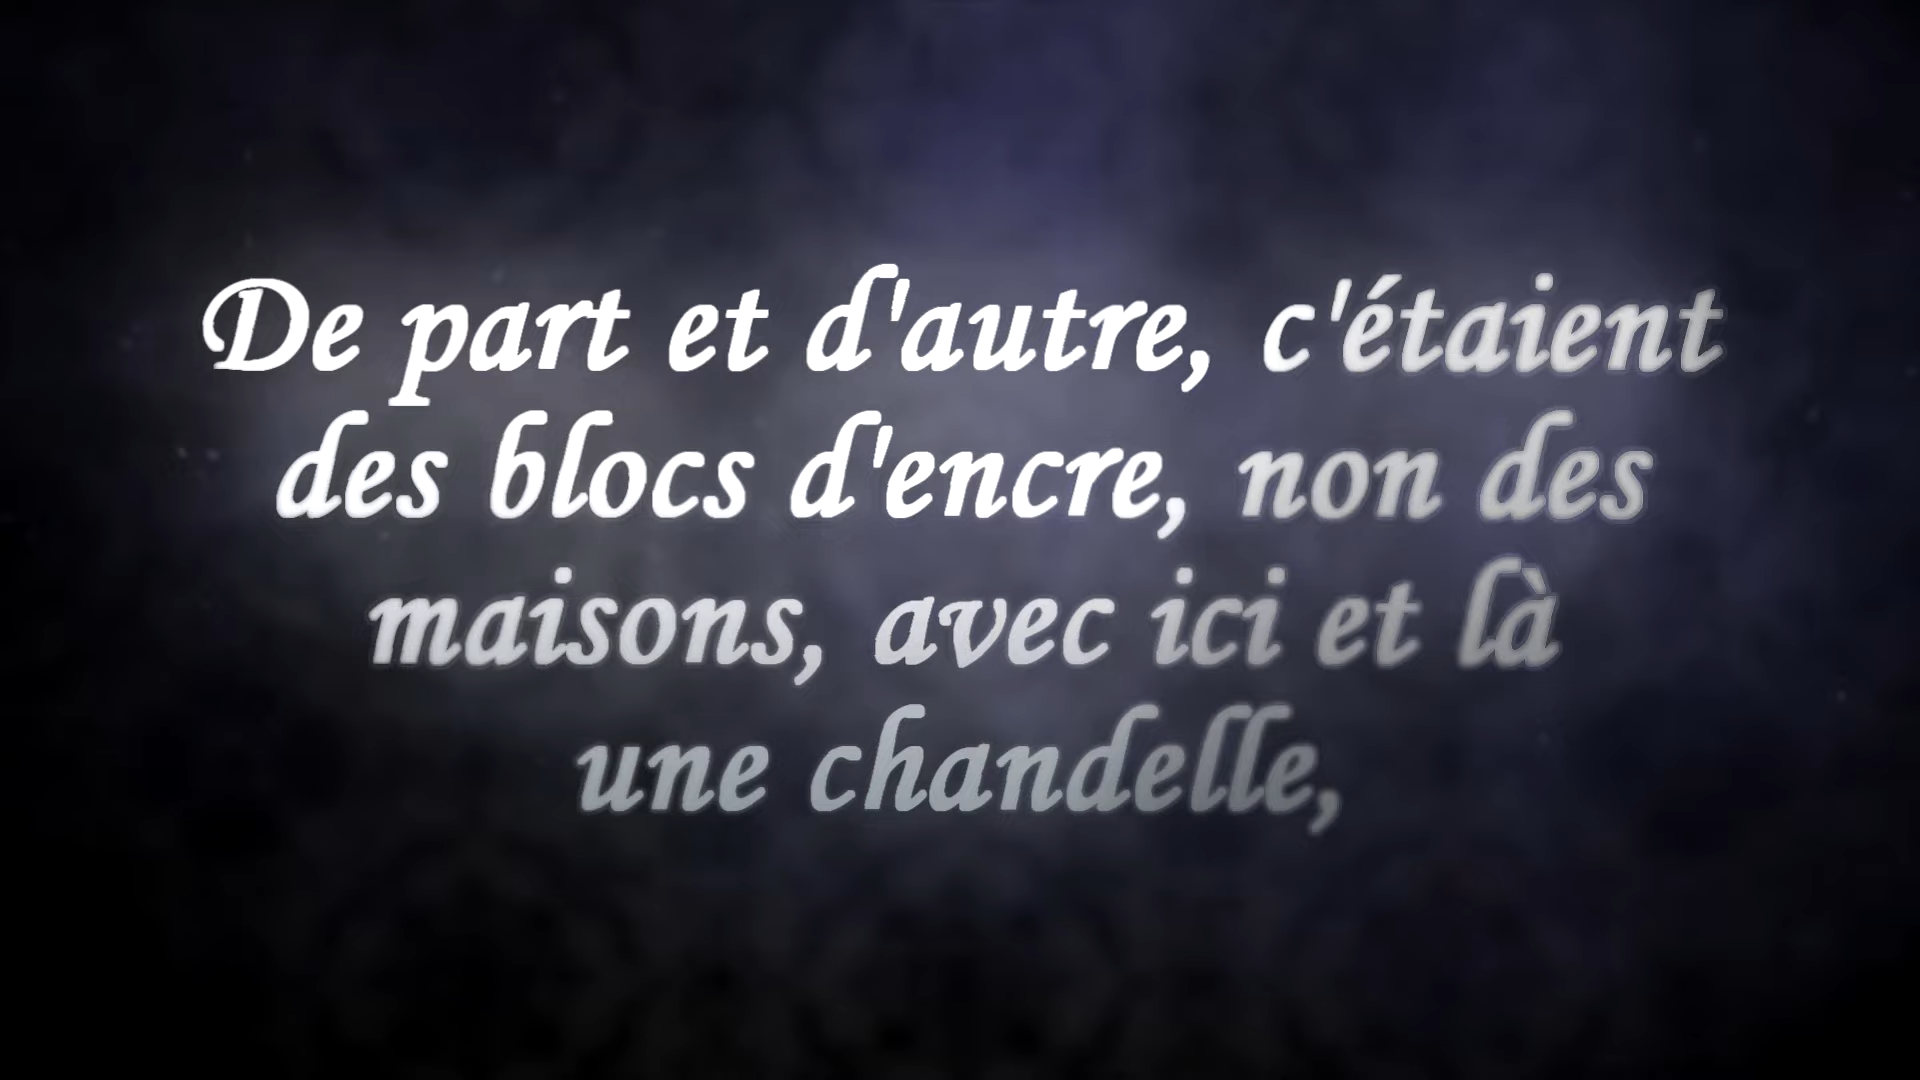 De part et d'autre, c'étaient
des blocs d'encre, non des
maisons, avec ici et là
une chandelle,